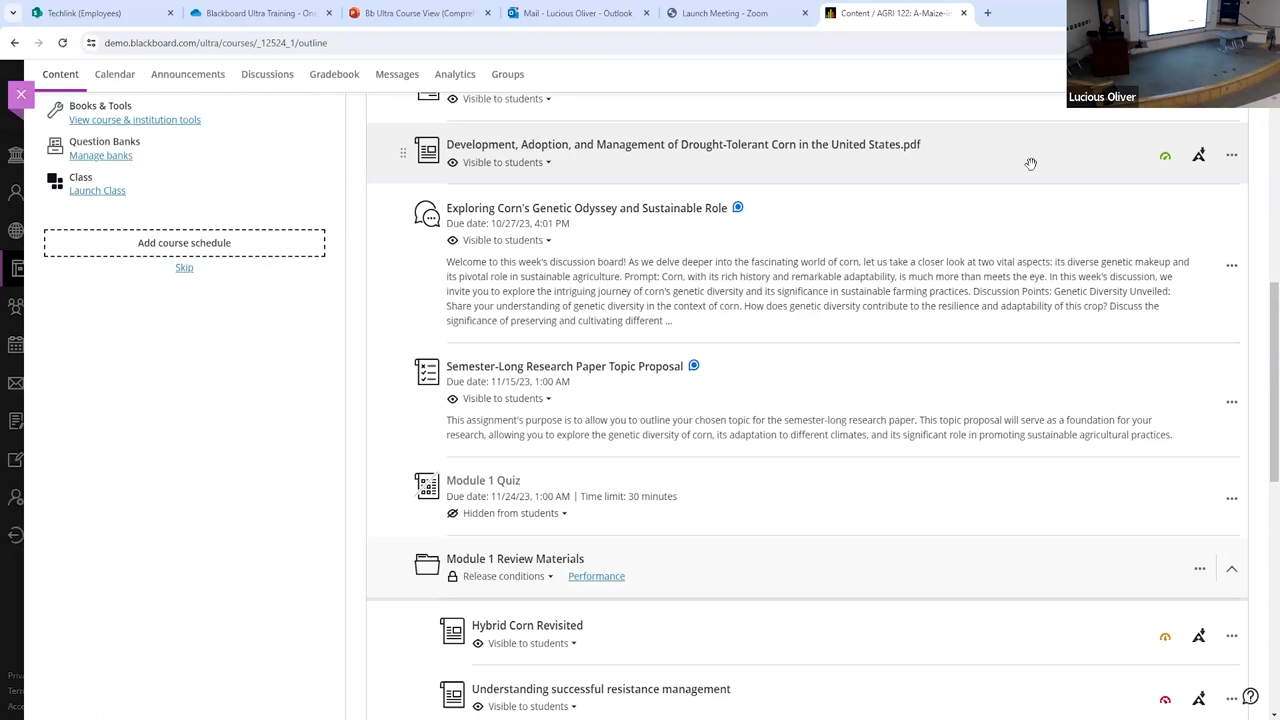 Training - On
Bb Ultra Course View (Comp
Mail - Lucious Oliver - Outlook
Launch Meeting - Zoom
Content / AGRI 122: A-Maize-in
demo.blackboard.com/ultra/courses/_12524_1/outline
Lucious Oliver
Content
Calendar
Announcements
Discussions
Gradebook
Messages
Analytics
Groups
Books & Tools
View course & institution tools
Question Banks
Manage banks
Class
Launch Class
Add course schedule
Skip
Priv
Tern
Acc
Visible to students
Development, Adoption, and Management of Drought-Tolerant Corn in the United States.pdf
Visible to students
Exploring Corn's Genetic Odyssey and Sustainable Role
Due date: 10/27/23, 4:01 PM
Visible to students
Welcome to this week's discussion board! As we delve deeper into the fascinating world of corn, let us take a closer look at two vital aspects: its diverse genetic makeup and
its pivotal role in sustainable agriculture. Prompt: Corn, with its rich history and remarkable adaptability, is much more than meets the eye. In this week's discussion, we
invite you to explore the intriguing journey of corn's genetic diversity and its significance in sustainable farming practices. Discussion Points: Genetic Diversity Unveiled:
Share your understanding of genetic diversity in the context of corn. How does genetic diversity contribute to the resilience and adaptability of this crop? Discuss the
significance of preserving and cultivating different ...
Semester-Long Research Paper Topic Proposal
Due date: 11/15/23, 1:00 AM
Visible to students
This assignment's purpose is to allow you to outline your chosen topic for the semester-long research paper. This topic proposal will serve as a foundation for your
research, allowing you to explore the genetic diversity of corn, its adaptation to different climates, and its significant role in promoting sustainable agricultural practices.
Module 1 Quiz
Due date: 11/24/23, 1:00 AM | Time limit: 30 minutes
Hidden from students
Module 1 Review Materials
Release conditions
Performance
Hybrid Corn Revisited
Visible to students
Understanding successful resistance management
Visible to students